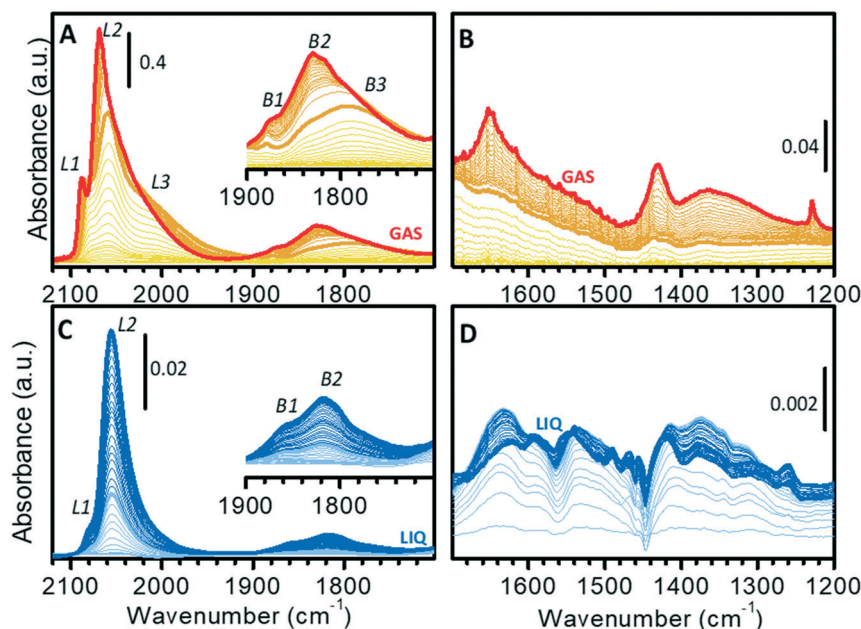 A
L2
0.4
B2
B1
B3
L1
L3
1900
1800
GAS
Absorbance (a.u.)
2100
2000
1900
1800
B
0.04
GAS
1600
1500
1400
1300
1200
C
L2
0.02
B2
B1
L1
1900
1800
LIQ
Absorbance (a.u.)
2100
2000
1900
1800
Wavenumber (cm-1)
D
0.002
LIQ
1600
1500
1400
1300
1200
Wavenumber (cm-1)